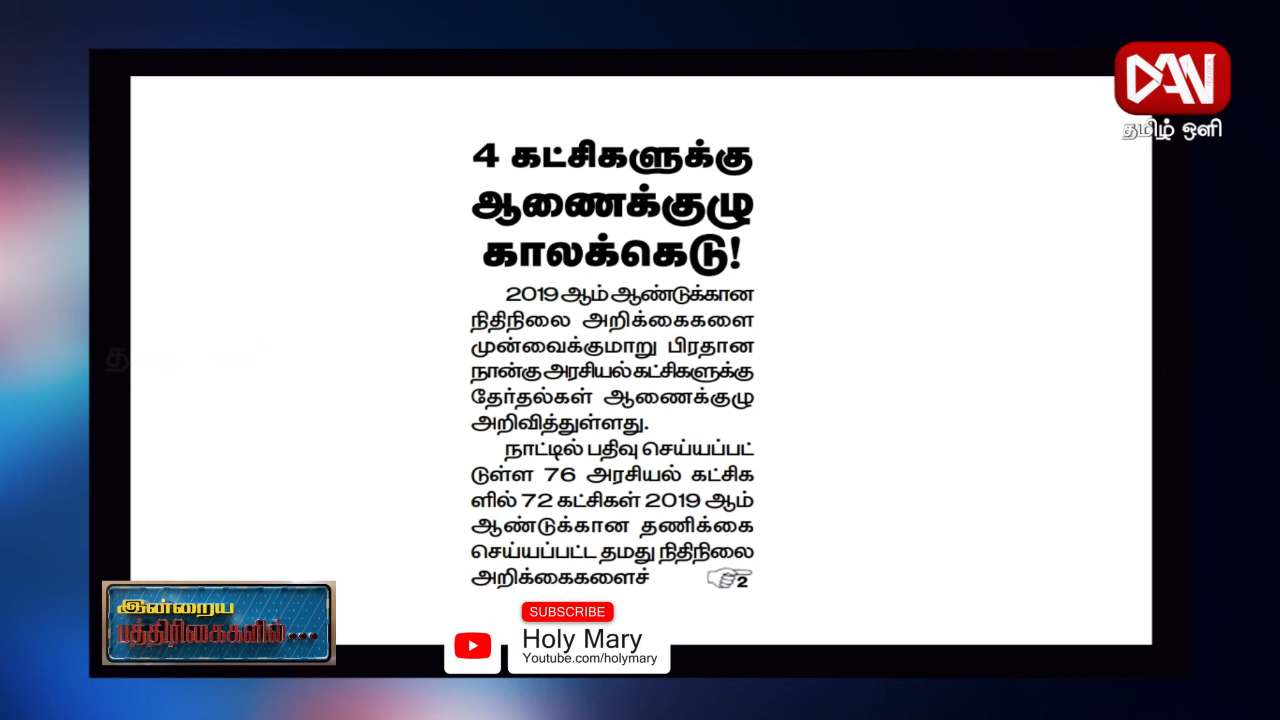 DAN
தமிழ் ஒளி
4 கட்சிகளுக்கு
ஆணைக்குழு
காலக்கெடு!
2019 ஆம் ஆண்டுக்கான
நிதிநிலை அறிக்கைகளை
முன்வைக்குமாறு பிரதான
நான்கு அரசியல் கட்சிகளுக்கு
தேர்தல்கள் ஆணைக்குழு
அறிவித்துள்ளது.
நாட்டில் பதிவு செய்யப்பட்
டுள்ள 76 அரசியல் கட்சிக
ளில் 72 கட்சிகள் 2019 ஆம்
ஆண்டுக்கான தணிக்கை
செய்யப்பட்ட தமது நிதிநிலை
அறிக்கைகளைச் 2
இன்றைய
பத்திரிகைகளில்...
SUBSCRIBE
Holy Mary
Youtube.com/holymary